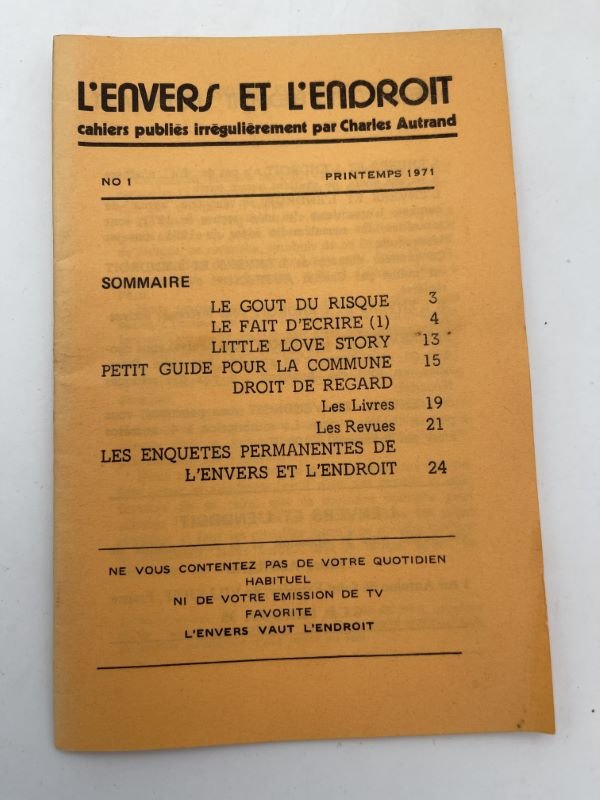 L'ENVERS ET L'ENDROIT
cahiers publiés irrégulièrement par Charles Autrand
NO 1 PRINTEMPS 1971
SOMMAIRE
LE GOUT DU RISQUE 3
LE FAIT D'ECRIRE (1) 4
LITTLE LOVE STORY 13
PETIT GUIDE POUR LA COMMUNE 15
DROIT DE REGARD
Les Livres 19
Les Revues 21
LES ENQUETES PERMANENTES DE
L'ENVERS ET L'ENDROIT 24
NE VOUS CONTENTEZ PAS DE VOTRE QUOTIDIEN
HABITUEL
NI DE VOTRE EMISSION DE TV
FAVORITE
L'ENVERS VAUT L'ENDROIT